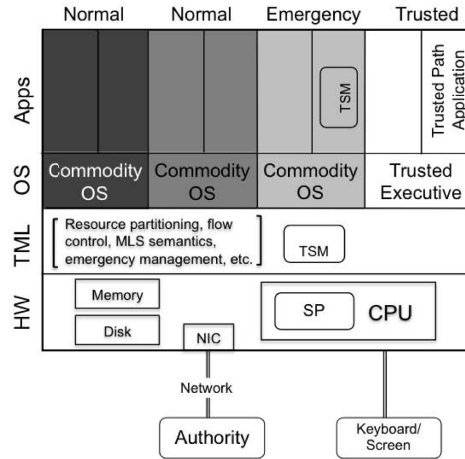 Normal Normal Emergency Trusted
Apps
TSM
Trusted Path
Application
OS
Commodity
OS
Commodity
OS
Commodity
OS
Trusted
Executive
TML
Resource partitioning, flow
control, MLS semantics,
emergency management, etc.
TSM
HW
Memory
Disk
NIC
SP
CPU
Network
Authority
Keyboard/
Screen